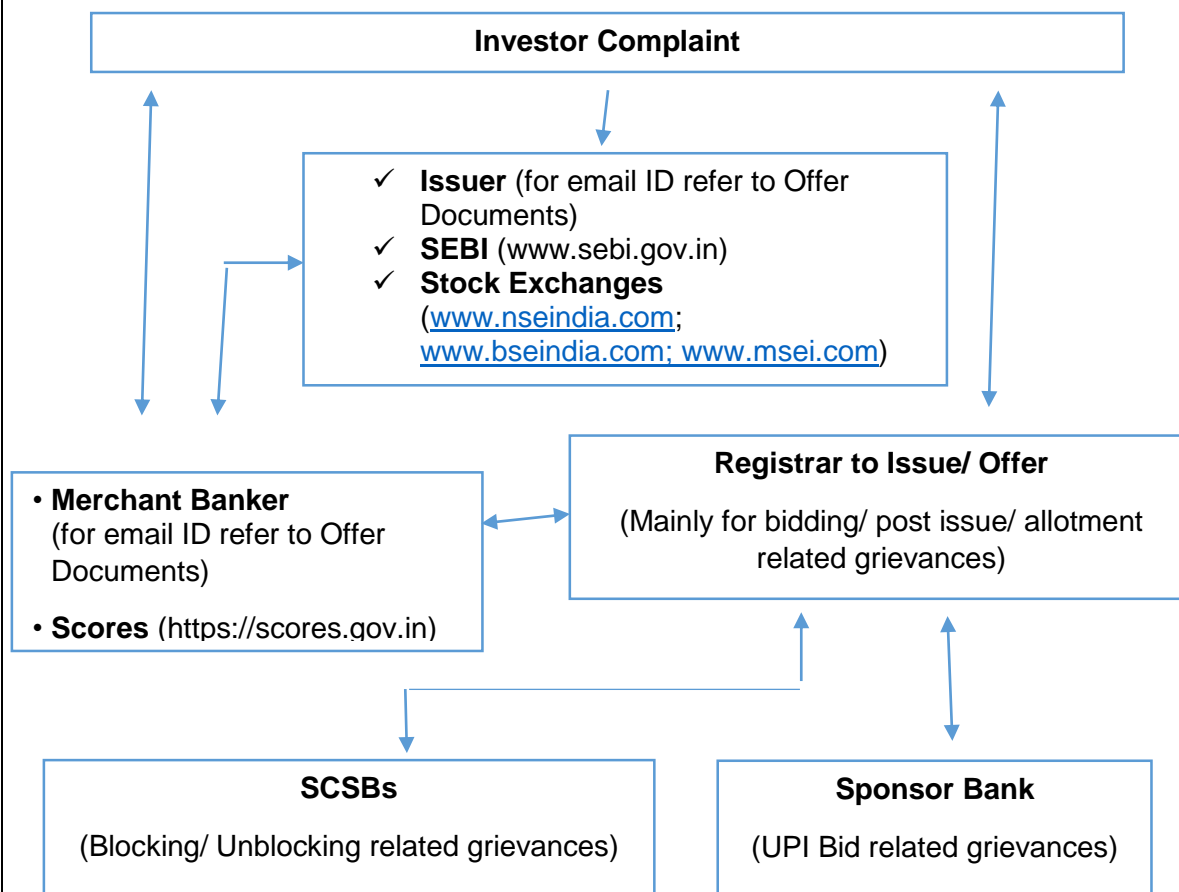 Investor Complaint
✓ Issuer (for email ID refer to Offer
Documents)
✓ SEBI (www.sebi.gov.in)
✓ Stock Exchanges
(www.nseindia.com;
www.bseindia.com; www.msei.com)
• Merchant Banker
(for email ID refer to Offer
Documents)
• Scores (https://scores.gov.in)
Registrar to Issue/ Offer
(Mainly for bidding/ post issue/ allotment
related grievances)
SCSBs
(Blocking/ Unblocking related grievances)
Sponsor Bank
(UPI Bid related grievances)